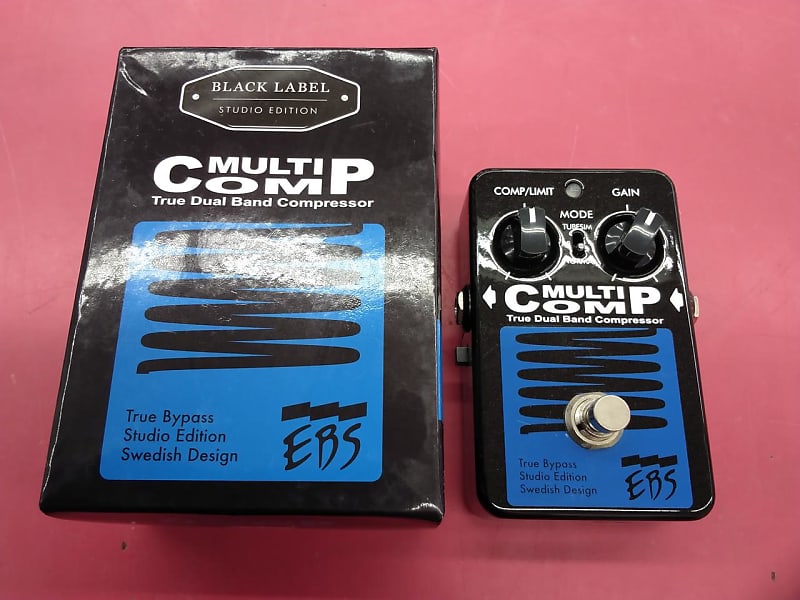 BLACK LABEL
STUDIO EDITION
MULTI
COMP
True Dual Band Compressor
True Bypass
Studio Edition
Swedish Design
EBS
COMP/LIMIT
GAIN
MODE
TUBESIM
MULTI
COMP
True Dual Band Compressor
True Bypass
Studio Edition
Swedish Design
EBS